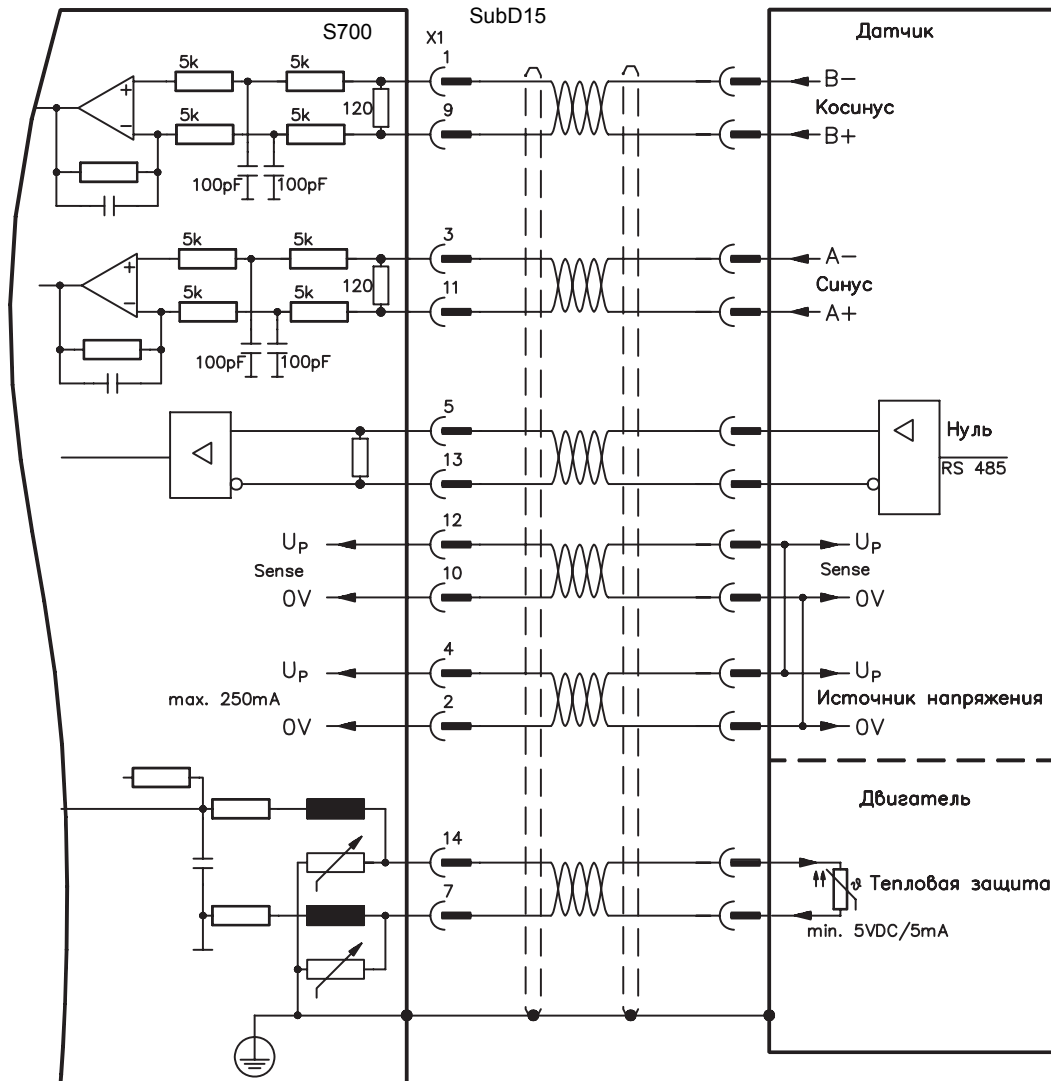 SubD15
S700
X1
Датчик
5k
5k
1
B-
120
Косинус
5k
5k
9
B+
100pF
100pF
5k
5k
3
A-
120
Синус
5k
5k
11
A+
100pF
100pF
5
Нуль
13
RS 485
UP
12
UP
Sense
Sense
0V
10
0V
UP
4
UP
max. 250mA
Источник напряжения
0V
2
0V
Двигатель
14
ϑ Тепловая защита
7
min. 5VDC/5mA